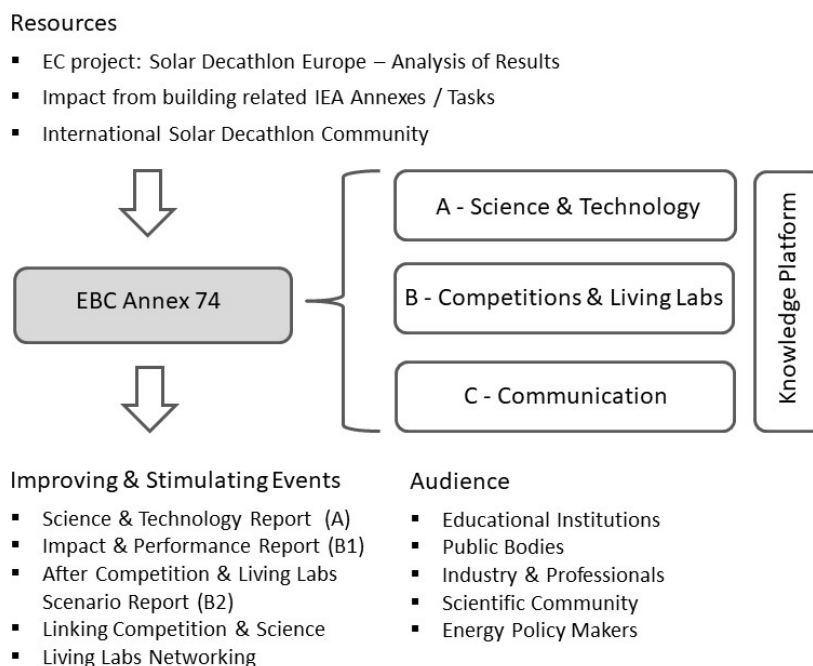 Resources
▪ EC project: Solar Decathlon Europe – Analysis of Results
▪ Impact from building related IEA Annexes / Tasks
▪ International Solar Decathlon Community
EBC Annex 74
A - Science & Technology
B - Competitions & Living Labs
C - Communication
Knowledge Platform
Improving & Stimulating Events
▪ Science & Technology Report (A)
▪ Impact & Performance Report (B1)
▪ After Competition & Living Labs
Scenario Report (B2)
▪ Linking Competition & Science
▪ Living Labs Networking
Audience
▪ Educational Institutions
▪ Public Bodies
▪ Industry & Professionals
▪ Scientific Community
▪ Energy Policy Makers